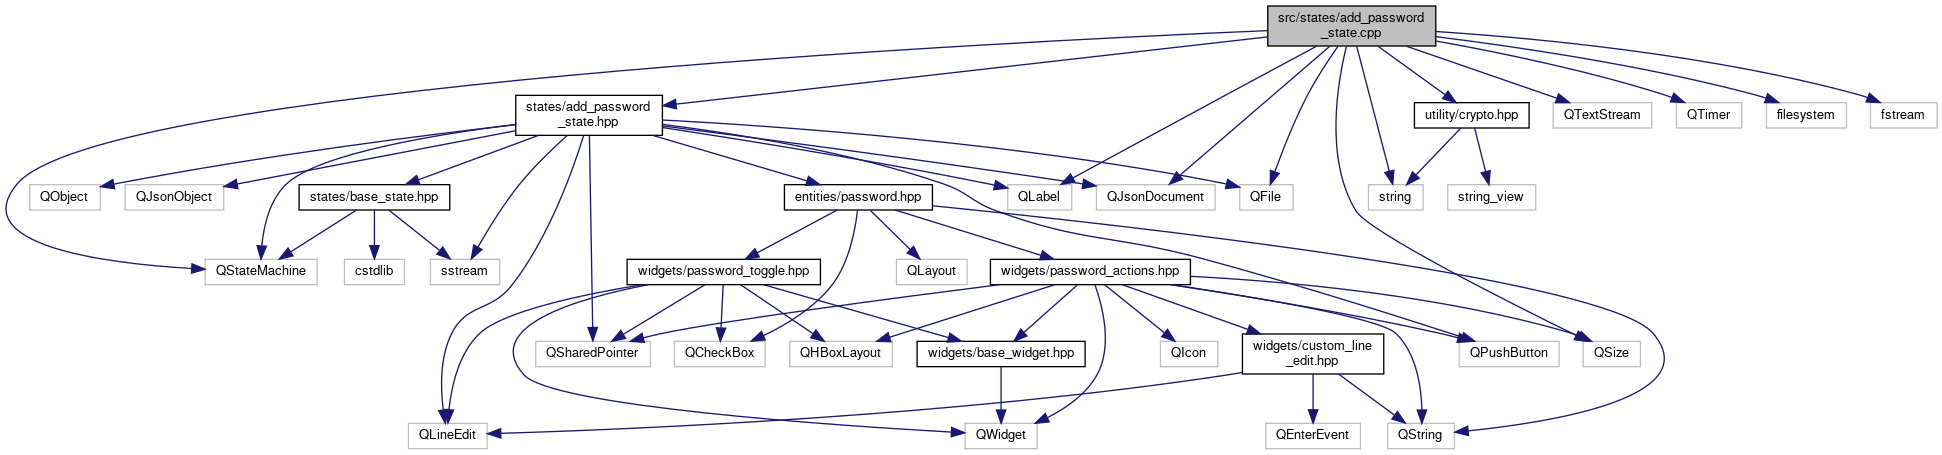 src/states/add_password
_state.cpp
states/add_password
_state.hpp
utility/crypto.hpp
QTextStream
QTimer
filesystem
fstream
QObject
QJsonObject
states/base_state.hpp
entities/password.hpp
QLabel
QJsonDocument
QFile
string
string_view
QStateMachine
cstdlib
sstream
widgets/password_toggle.hpp
QLayout
widgets/password_actions.hpp
QSharedPointer
QCheckBox
QHBoxLayout
widgets/base_widget.hpp
QIcon
widgets/custom_line
_edit.hpp
QPushButton
QSize
QLineEdit
QWidget
QEnterEvent
QString